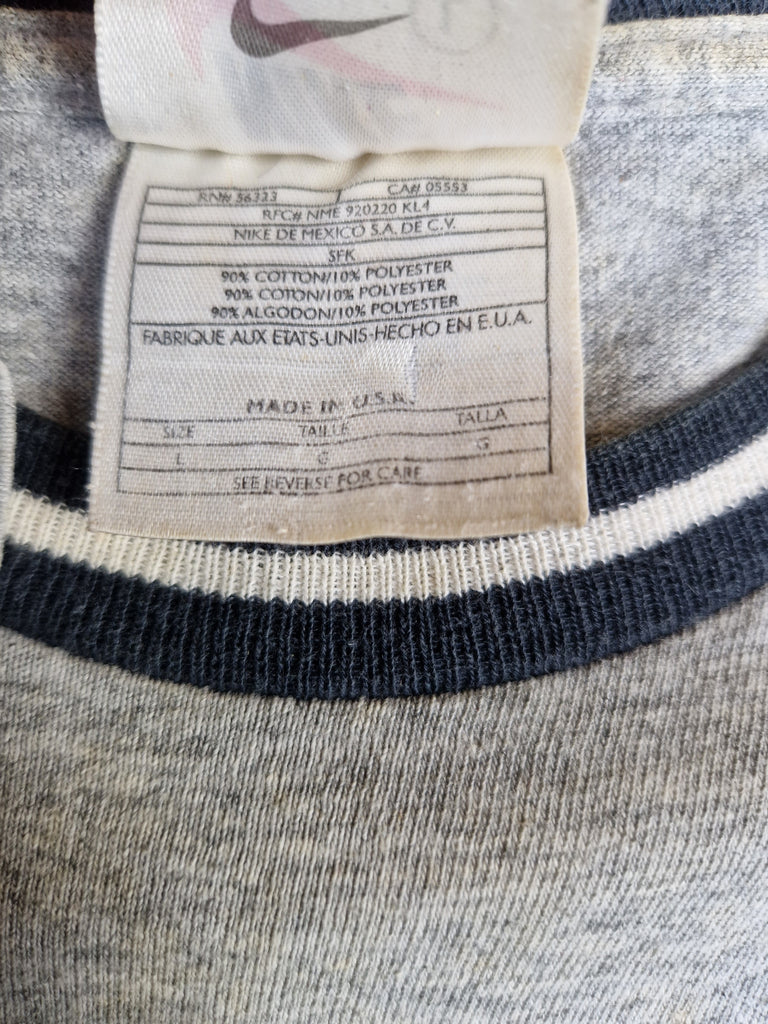 RN# 56323 CA# 05553
RFC# NME 920220 KL4
NIKE DE MEXICO S.A. DE C.V.
SFK
90% COTTON/10% POLYESTER
90% COTON/10% POLYESTER
90% ALGODON/10% POLYESTER
FABRIQUE AUX ETATS-UNIS-HECHO EN E.U.A.
MADE IN U.S.A.
SIZE TAILLE TALLA
L G G
SEE REVERSE FOR CARE